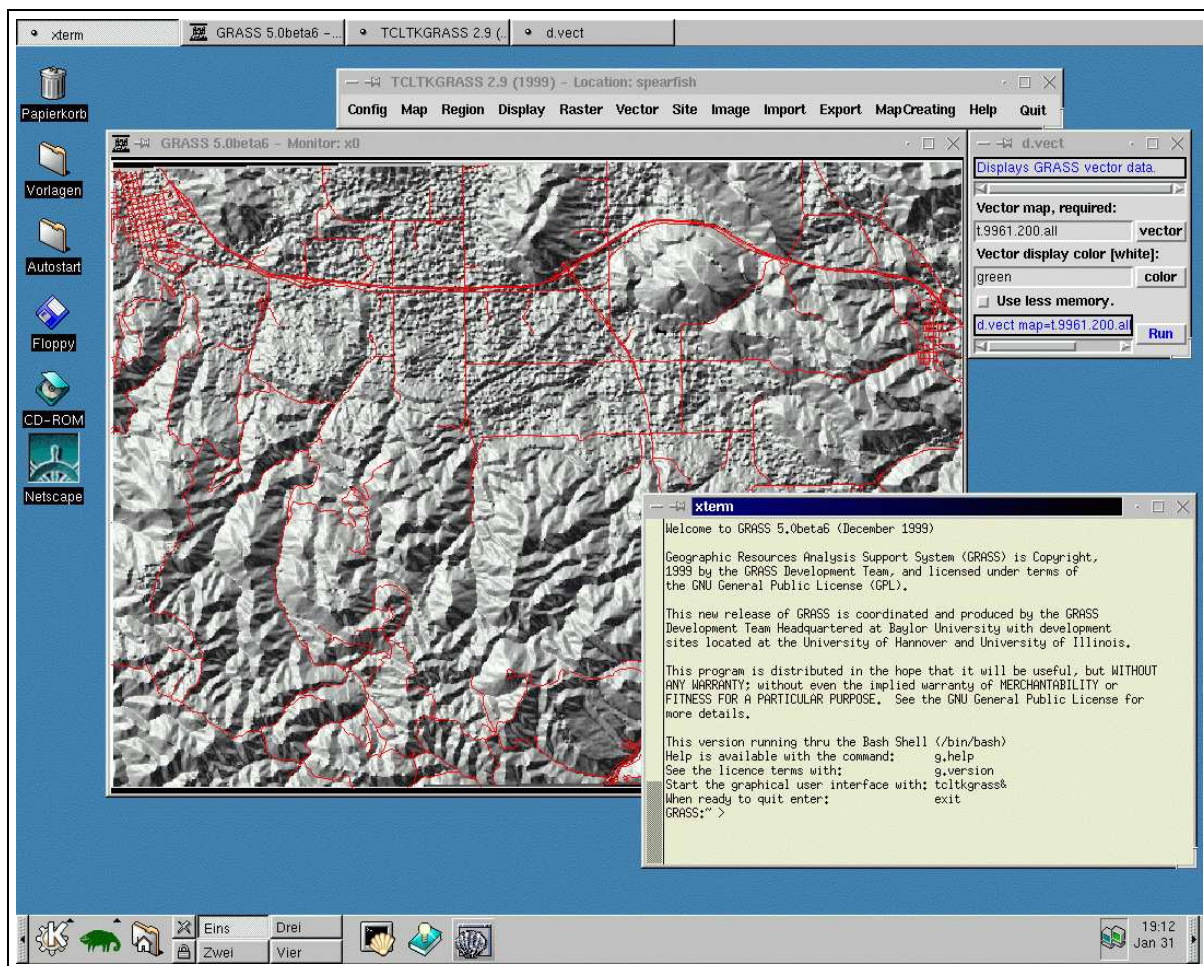 xterm
GRASS 5.0beta6 –...
TCLTKGRASS 2.9 (..
d.vect
Papierkorb
Vorlagen
Autostart
Floppy
CD-ROM
Netscape
TCLTKGRASS 2.9 (1999) – Location: spearfish
Config Map Region Display Raster Vector Site Image Import Export MapCreating Help Quit
GRASS 5.0beta6 – Monitor: x0
d.vect
Displays GRASS vector data.
Vector map, required:
t.9961.200.all vector
Vector display color [white]:
green color
Use less memory.
d.vect map=t.9961.200.all
Run
xterm
Welcome to GRASS 5.0beta6 (December 1999)
Geographic Resources Analysis Support System (GRASS) is Copyright,
1999 by the GRASS Development Team, and licensed under terms of
the GNU General Public License (GPL).
This new release of GRASS is coordinated and produced by the GRASS
Development Team Headquartered at Baylor University with development
sites located at the University of Hannover and University of Illinois.
This program is distributed in the hope that it will be useful, but WITHOUT
ANY WARRANTY; without even the implied warranty of MERCHANTABILITY or
FITNESS FOR A PARTICULAR PURPOSE. See the GNU General Public License for
more details.
This version running thru the Bash Shell (/bin/bash)
Help is available with the command: g.help
See the licence terms with: g.version
Start the graphical user interface with: tcltkgrass&
When ready to quit enter: exit
GRASS:~ >
Eins Drei
Zwei Vier
19:12
Jan 31